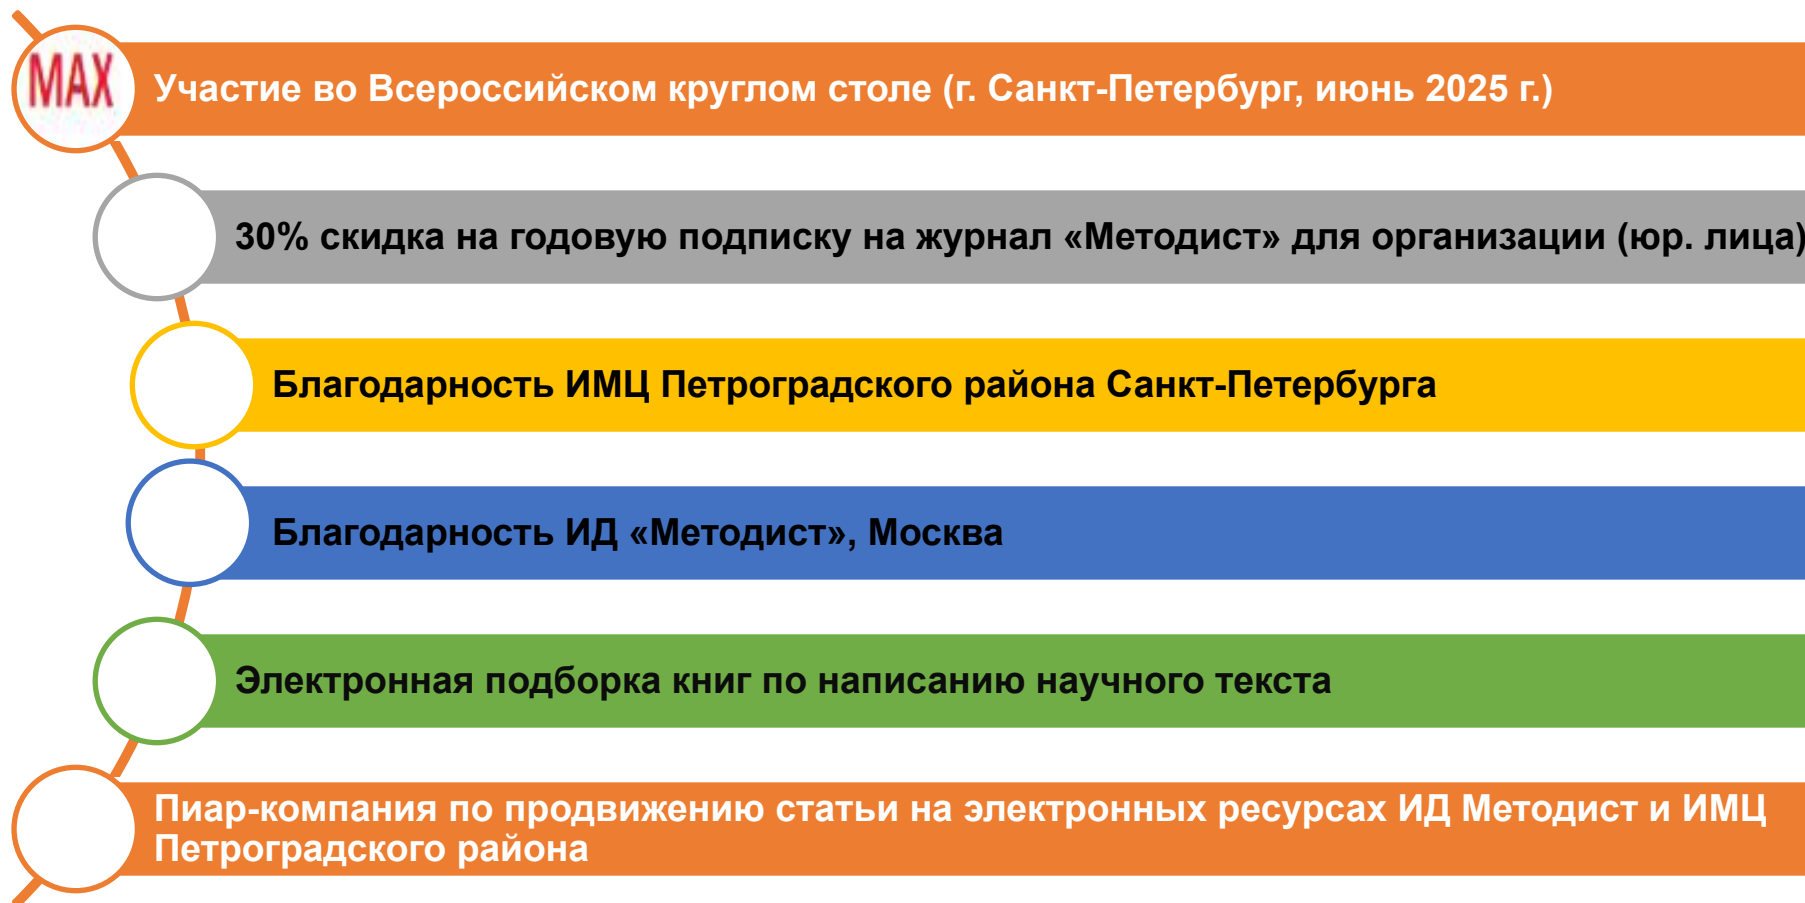 MAX
Участие во Всероссийском круглом столе (г. Санкт-Петербург, июнь 2025 г.)
30% скидка на годовую подписку на журнал «Методист» для организации (юр. лица)
Благодарность ИМЦ Петроградского района Санкт-Петербурга
Благодарность ИД «Методист», Москва
Электронная подборка книг по написанию научного текста
Пиар-компания по продвижению статьи на электронных ресурсах ИД Методист и ИМЦ
Петроградского района